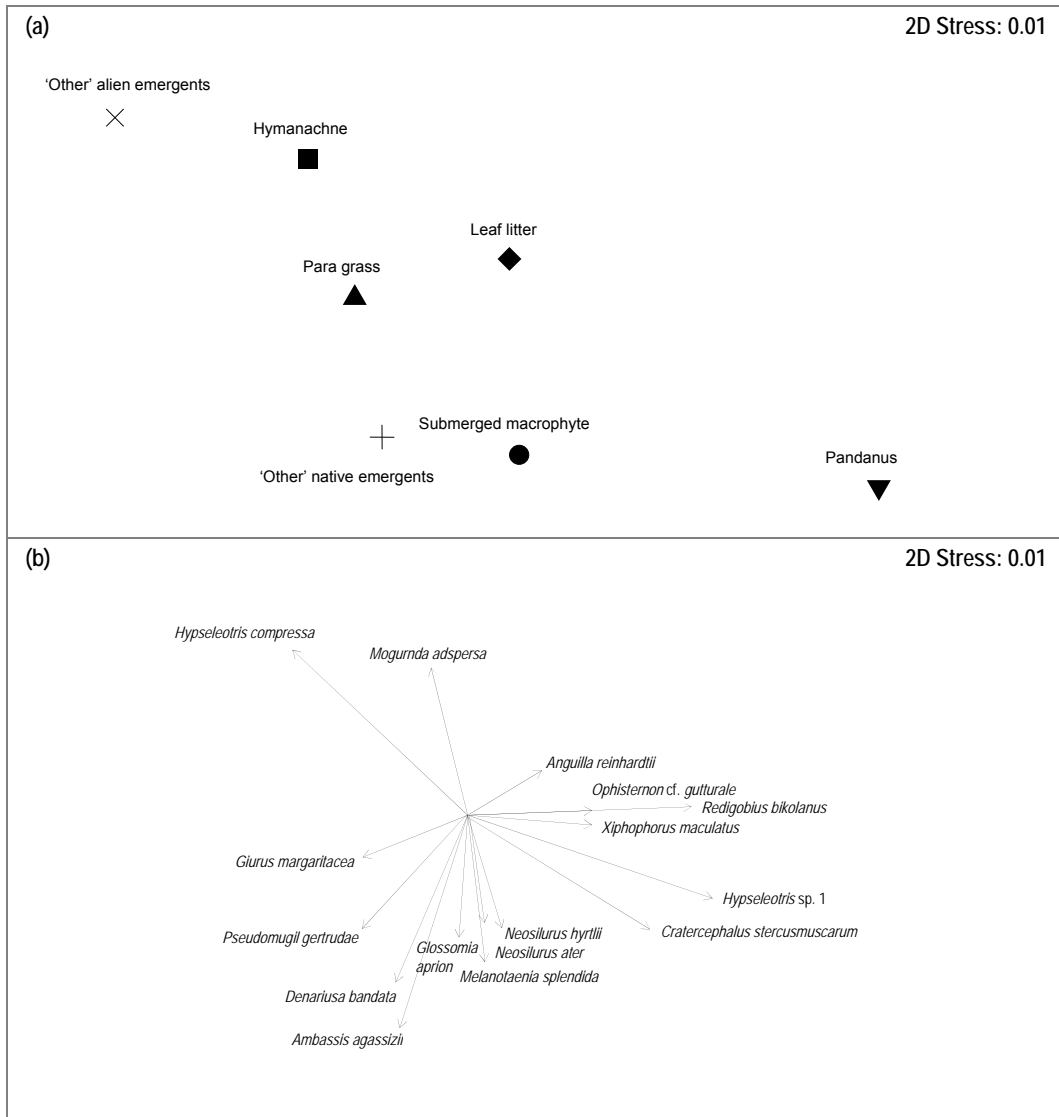 (a)
2D Stress: 0.01
‘Other’ alien emergents
Hymanachne
Leaf litter
Para grass
Submerged macrophyte
‘Other’ native emergents
Pandanus
(b)
2D Stress: 0.01
Hypseleotris compressa
Mogurnda adspersa
Anguilla reinhardtii
Ophisternon cf. gutturale
Redigobius bikolanus
Xiphophorus maculatus
Giurus margaritacea
Hypseleotris sp. 1
Pseudomugil gertrudae
Glossomia
aprion
Neosilurus hyrtlii
Cratercephalus stercusmuscarum
Neosilurus ater
Melanotaenia splendida
Denariusa bandata
Ambassis agassizii